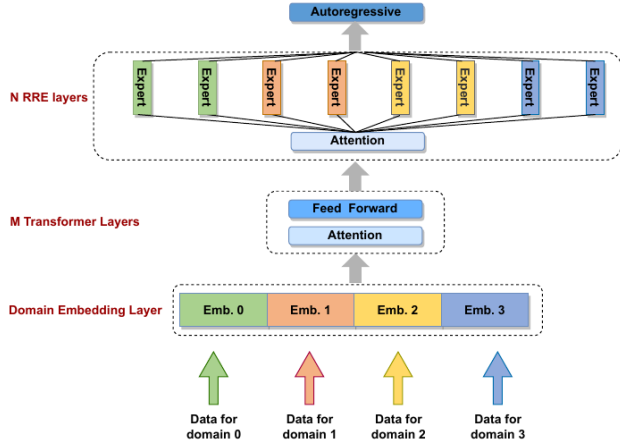 Autoregressive
N RRE layers
Expert Expert Expert Expert Expert Expert Expert Expert
Attention
M Transformer Layers
Feed Forward
Attention
Domain Embedding Layer
Emb. 0 Emb. 1 Emb. 2 Emb. 3
Data for Data for Data for Data for
domain 0 domain 1 domain 2 domain 3